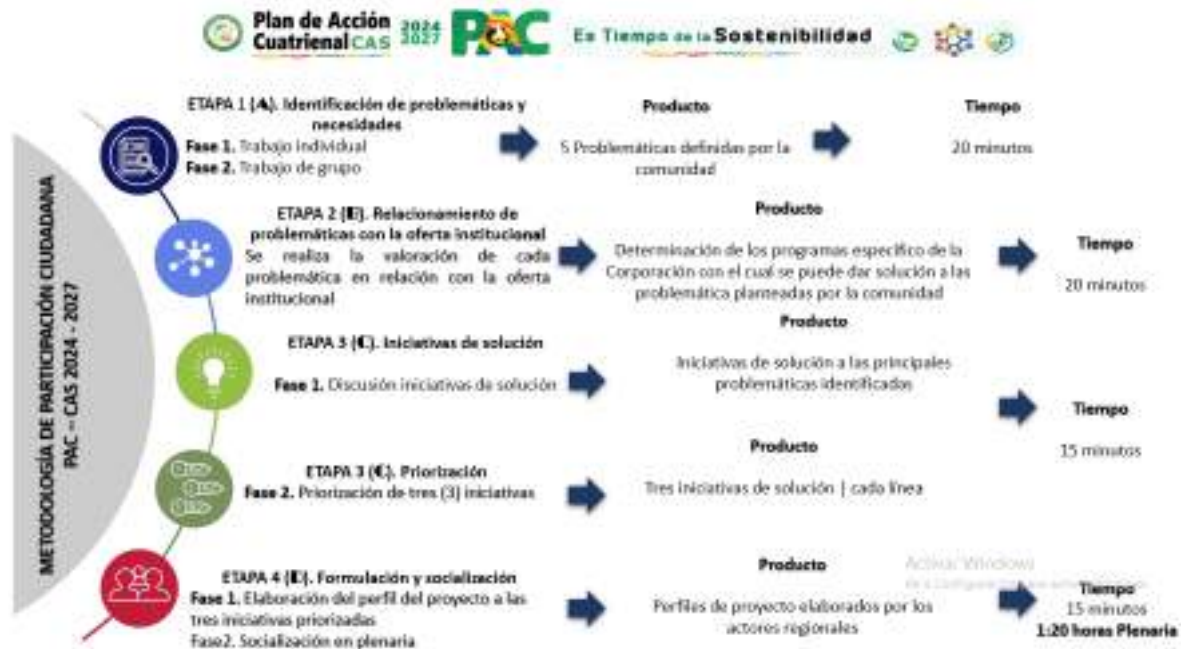 Plan de Acción
Cuatrienal CAS
2024
2027
PAC
Es Tiempo de la Sostenibilidad
METODOLOGÍA DE PARTICIPACIÓN CIUDADANA
PAC – CAS 2024 - 2027
ETAPA 1 (A). Identificación de problemáticas y
necesidades
Fase 1. Trabajo individual
Fase 2. Trabajo de grupo
Producto
5 Problemáticas definidas por la
comunidad
Tiempo
20 minutos
ETAPA 2 (B). Relacionamiento de
problemáticas con la oferta institucional
Se realiza la valoración de cada
problemática en relación con la oferta
institucional
Producto
Determinación de los programas específico de la
Corporación con el cual se puede dar solución a las
problemática planteadas por la comunidad
Tiempo
20 minutos
ETAPA 3 (C). Iniciativas de solución
Fase 1. Discusión iniciativas de solución
Producto
Iniciativas de solución a las principales
problemáticas identificadas
Tiempo
15 minutos
ETAPA 3 (C). Priorización
Fase 2. Priorización de tres (3) iniciativas
Producto
Tres iniciativas de solución | cada línea
ETAPA 4 (D). Formulación y socialización
Fase 1. Elaboración del perfil del proyecto a las
tres iniciativas priorizadas
Fase2. Socialización en plenaria
Producto
Perfiles de proyecto elaborados por los
actores regionales
Activar Windows
Tiempo
15 minutos
1:20 horas Plenaria